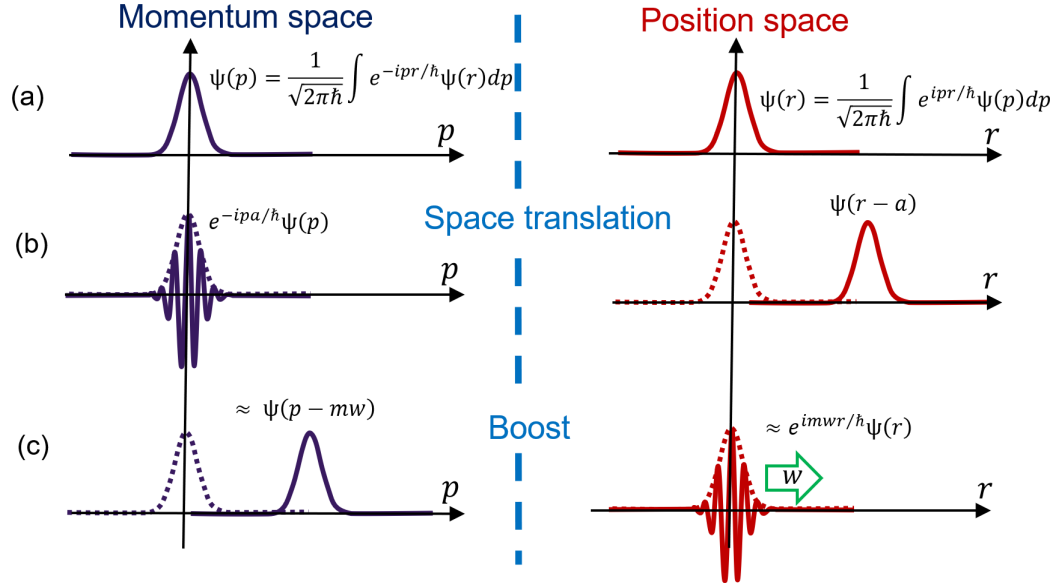 Momentum space
Position space
(a)
ψ(p) = 1/√(2πℏ) ∫ e^{-ipr/ℏ} ψ(r)dp
p
ψ(r) = 1/√(2πℏ) ∫ e^{ipr/ℏ} ψ(p)dp
r
Space translation
(b)
e^{-ipa/ℏ} ψ(p)
p
ψ(r − a)
r
Boost
(c)
≈ ψ(p − mw)
p
≈ e^{imwr/ℏ} ψ(r)
w
r